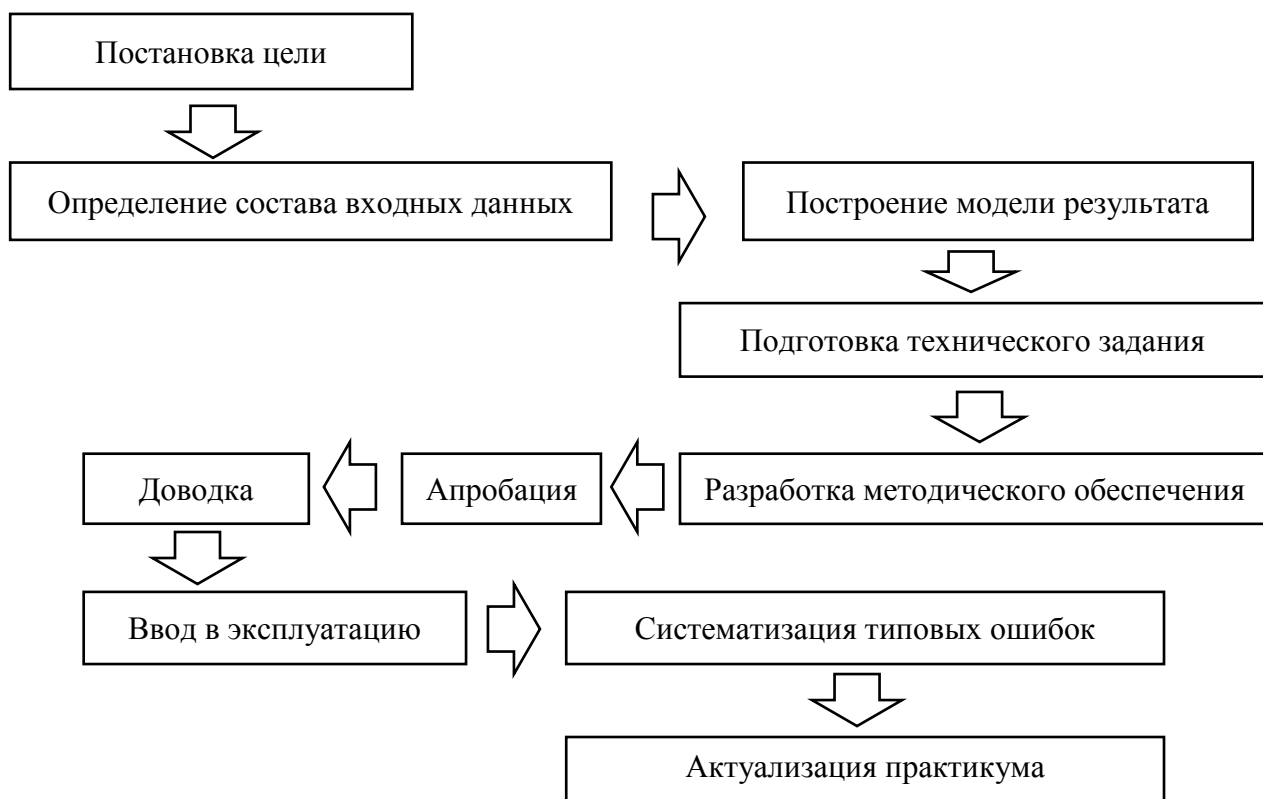 Постановка цели
Определение состава входных данных
Построение модели результата
Подготовка технического задания
Разработка методического обеспечения
Апробация
Доводка
Ввод в эксплуатацию
Систематизация типовых ошибок
Актуализация практикума